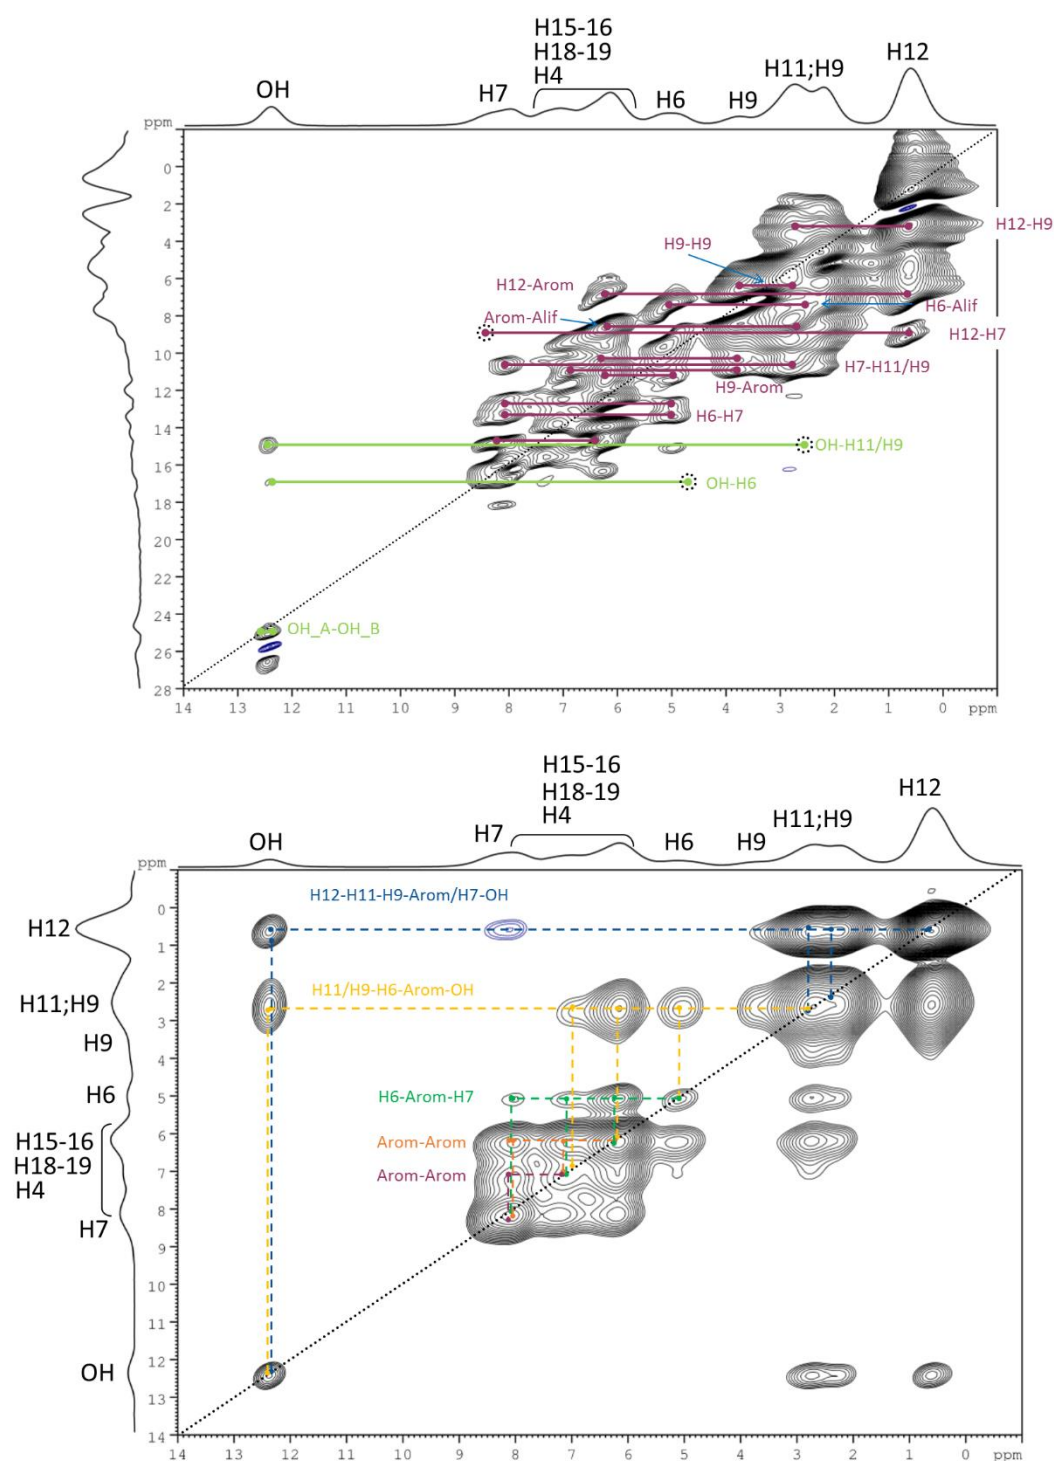 H15-16
H18-19
H4
H12
H11;H9
OH
H7
H6
H9
ppm
0
2
4
6
8
10
12
14
16
18
20
22
24
26
28
H12-H9
H9-H9
H12-Arom
H6-Alif
Arom-Alif
H12-H7
H7-H11/H9
H9-Arom
H6-H7
OH-H11/H9
OH-H6
OH_A-OH_B
14 13 12 11 10 9 8 7 6 5 4 3 2 1 0 ppm
H15-16
H18-19
H4
H12
H11;H9
OH
H7
H6
H9
ppm
H12
H11;H9
H9
H6
H15-16
H18-19
H4
H7
OH
0
1
2
3
4
5
6
7
8
9
10
11
12
13
14
H12-H11-H9-Arom/H7-OH
H11/H9-H6-Arom-OH
H6-Arom-H7
Arom-Arom
Arom-Arom
14 13 12 11 10 9 8 7 6 5 4 3 2 1 0 ppm